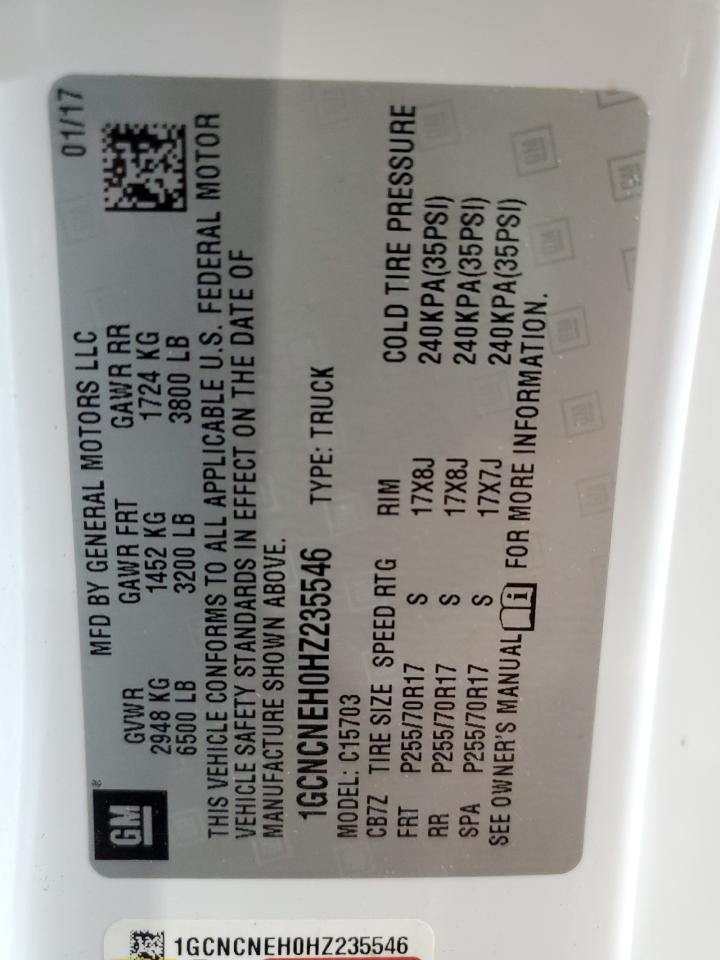 GM
®
MFD BY GENERAL MOTORS LLC 01/17
GVWR GAWR FRT GAWR RR
2948 KG 1452 KG 1724 KG
6500 LB 3200 LB 3800 LB
THIS VEHICLE CONFORMS TO ALL APPLICABLE U.S. FEDERAL MOTOR
VEHICLE SAFETY STANDARDS IN EFFECT ON THE DATE OF
MANUFACTURE SHOWN ABOVE.
1GCNCNEH0HZ235546 TYPE: TRUCK
MODEL: C15703
CB7Z TIRE SIZE SPEED RTG RIM COLD TIRE PRESSURE
FRT P255/70R17 S 17X8J 240KPA(35PSI)
RR P255/70R17 S 17X8J 240KPA(35PSI)
SPA P255/70R17 S 17X7J 240KPA(35PSI)
SEE OWNER'S MANUAL FOR MORE INFORMATION.
1GCNCNEH0HZ235546